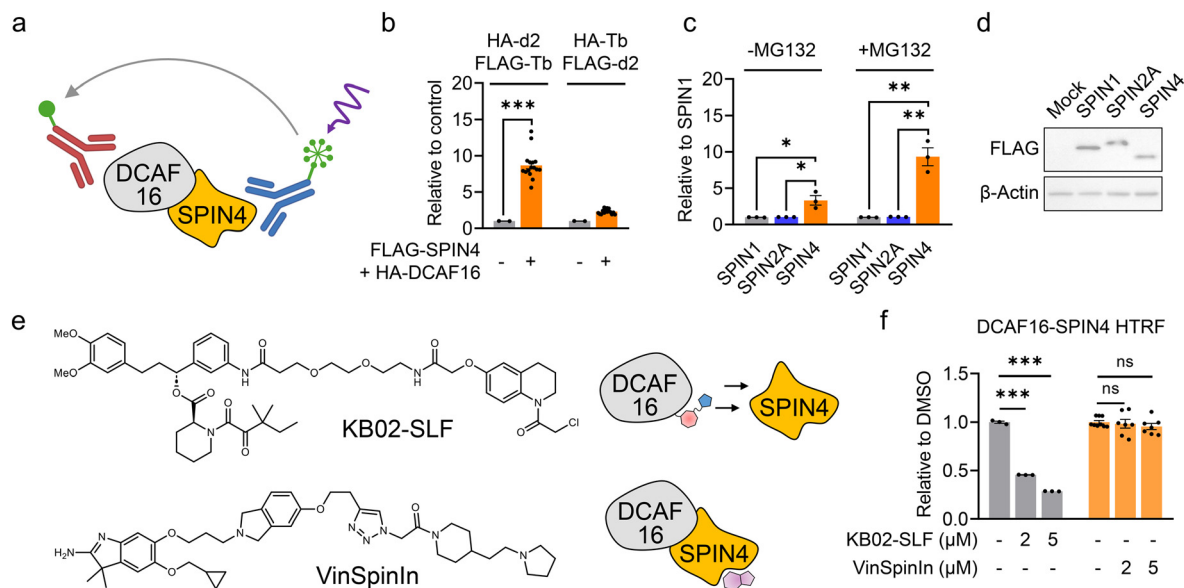 a
DCAF
16
SPIN4
b
HA-d2
FLAG-Tb
HA-Tb
FLAG-d2
Relative to control
20
15
10
5
0
***
FLAG-SPIN4
+ HA-DCAF16
- + - +
c
-MG132
+MG132
Relative to SPIN1
20
15
10
5
0
*
*
**
**
SPIN1
SPIN2A
SPIN4
SPIN1
SPIN2A
SPIN4
d
Mock
SPIN1
SPIN2A
SPIN4
FLAG
β-Actin
e
MeO
MeO
O
N
H
O
O
N
H
O
O
O
O
N
O
O
N
O
Cl
KB02-SLF
DCAF
16
SPIN4
H2N
N
O
O
N
O
N
N
N
O
N
N
VinSpinIn
DCAF
16
SPIN4
f
DCAF16-SPIN4 HTRF
Relative to DMSO
1.5
1.0
0.5
0
***
***
ns
ns
KB02-SLF (μM) - 2 5 - - -
VinSpinIn (μM) - - - - 2 5